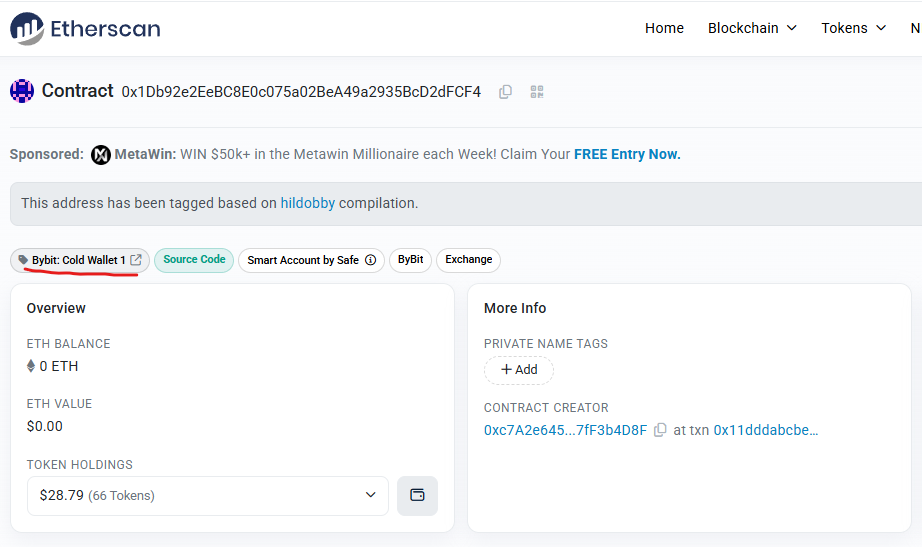 Etherscan
Home Blockchain Tokens N
Contract 0x1Db92e2EeBC8E0c075a02BeA49a2935BcD2dFCF4
Sponsored: MetaWin: WIN $50k+ in the Metawin Millionaire each Week! Claim Your FREE Entry Now.
This address has been tagged based on hildobby compilation.
Bybit: Cold Wallet 1 Source Code Smart Account by Safe ByBit Exchange
Overview
ETH BALANCE
0 ETH
ETH VALUE
$0.00
TOKEN HOLDINGS
$28.79 (66 Tokens)
More Info
PRIVATE NAME TAGS
+ Add
CONTRACT CREATOR
0xc7A2e645...7fF3b4D8F at txn 0x11dddabcbe...